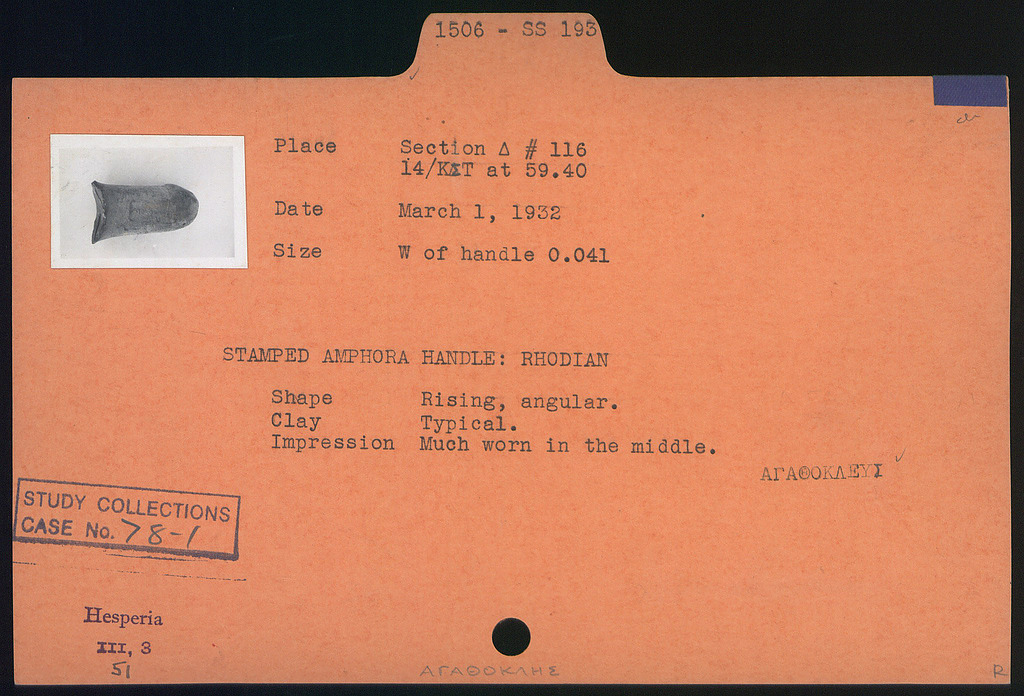 1506 - SS 193
Place Section Δ # 116
14/ΚΣΤ at 59.40
Date March 1, 1932
Size W of handle 0.041
STAMPED AMPHORA HANDLE: RHODIAN
Shape Rising, angular.
Clay Typical.
Impression Much worn in the middle.
ΑΓΑΘΟΚΛΕΥΣ
STUDY COLLECTIONS
CASE No. 78-1
Hesperia
III, 3
51
ΑΓΑΘΟΚΛΗΣ
R